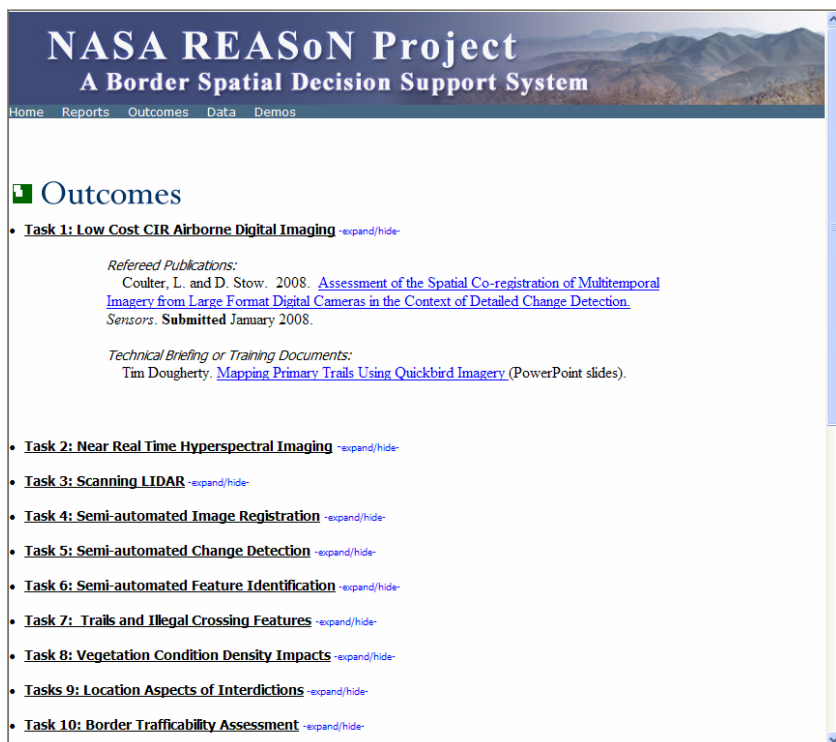 NASA REASoN Project
A Border Spatial Decision Support System
Home Reports Outcomes Data Demos
Outcomes
• Task 1: Low Cost CIR Airborne Digital Imaging -expand/hide-
Refereed Publications:
Coulter, L. and D. Stow. 2008. Assessment of the Spatial Co-registration of Multitemporal
Imagery from Large Format Digital Cameras in the Context of Detailed Change Detection.
Sensors. Submitted January 2008.
Technical Briefing or Training Documents:
Tim Dougherty. Mapping Primary Trails Using Quickbird Imagery (PowerPoint slides).
• Task 2: Near Real Time Hyperspectral Imaging -expand/hide-
• Task 3: Scanning LIDAR -expand/hide-
• Task 4: Semi-automated Image Registration -expand/hide-
• Task 5: Semi-automated Change Detection -expand/hide-
• Task 6: Semi-automated Feature Identification -expand/hide-
• Task 7: Trails and Illegal Crossing Features -expand/hide-
• Task 8: Vegetation Condition Density Impacts -expand/hide-
• Tasks 9: Location Aspects of Interdictions -expand/hide-
• Task 10: Border Trafficability Assessment -expand/hide-